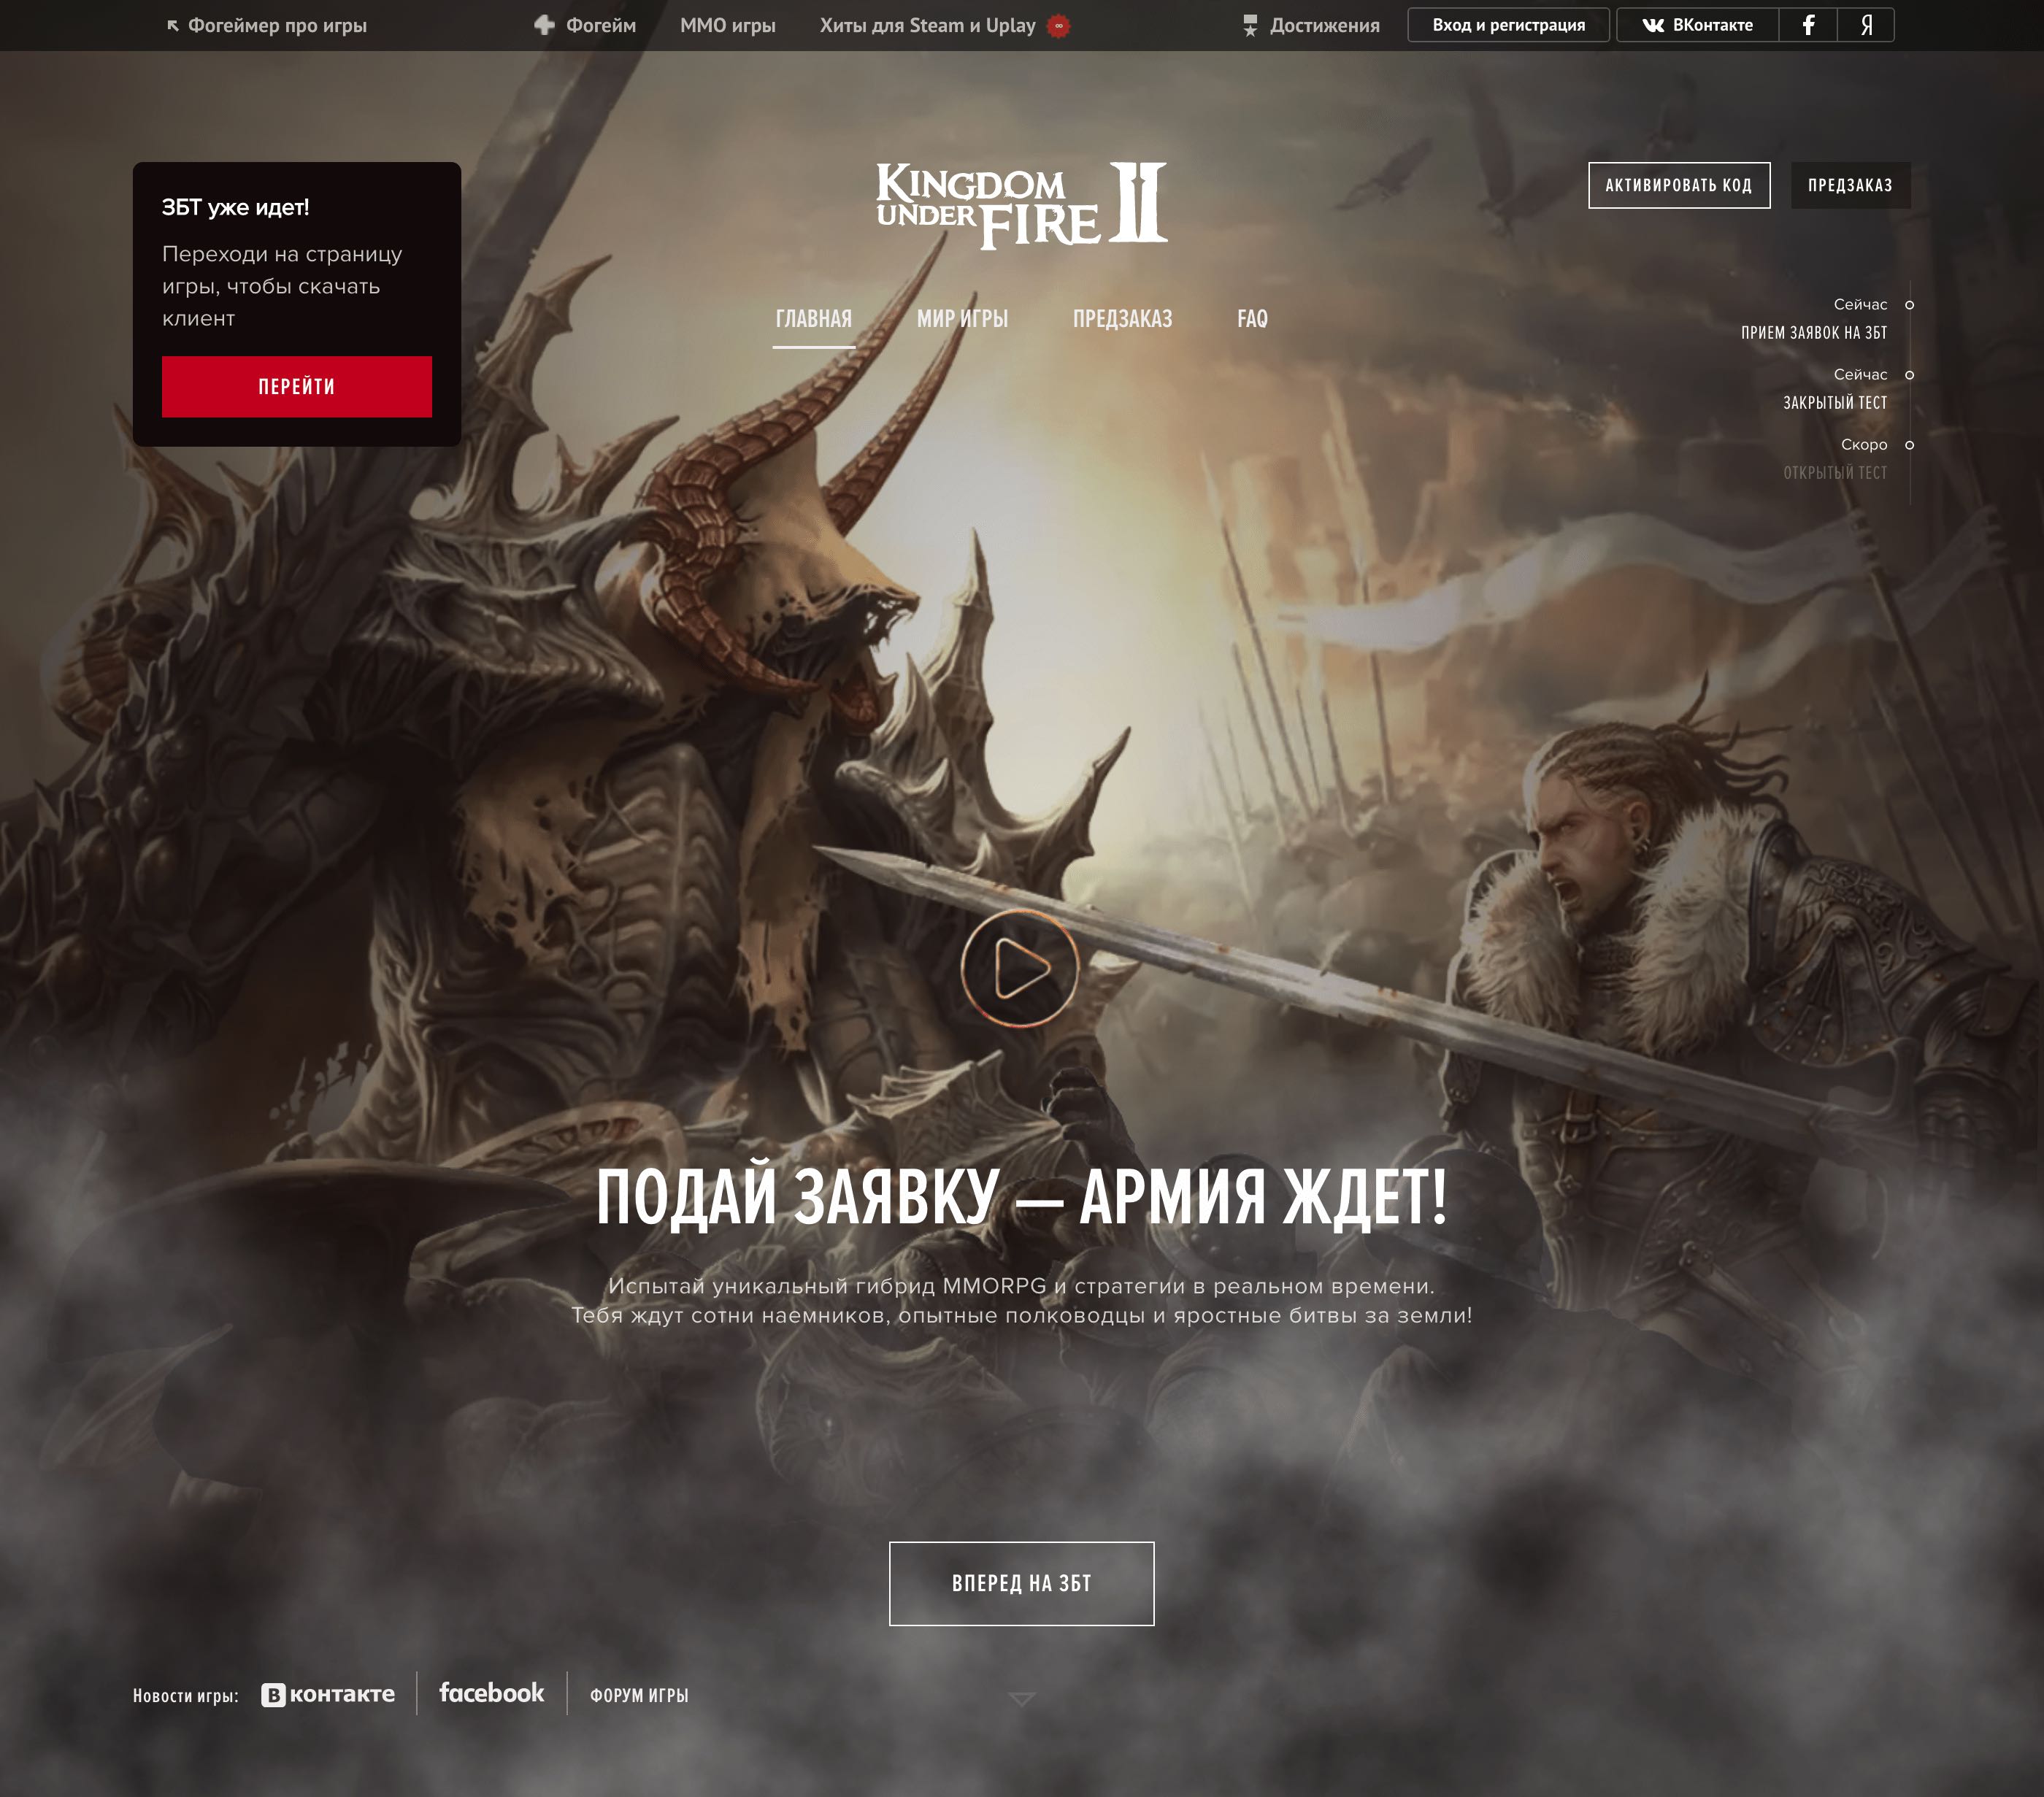 Фогеймер про игры
Фогейм
ММО игры
Хиты для Steam и Uplay
Достижения
Вход и регистрация
ВКонтакте
f
Я
KINGDOM
UNDER FIRE II
АКТИВИРОВАТЬ КОД
ПРЕДЗАКАЗ
ЗБТ уже идет!
Переходи на страницу
игры, чтобы скачать
клиент
ПЕРЕЙТИ
ГЛАВНАЯ
МИР ИГРЫ
ПРЕДЗАКАЗ
FAQ
Сейчас
ПРИЕМ ЗАЯВОК НА ЗБТ
Сейчас
ЗАКРЫТЫЙ ТЕСТ
Скоро
ОТКРЫТЫЙ ТЕСТ
ПОДАЙ ЗАЯВКУ — АРМИЯ ЖДЕТ!
Испытай уникальный гибрид MMORPG и стратегии в реальном времени.
Тебя ждут сотни наемников, опытные полководцы и яростные битвы за земли!
ВПЕРЕД НА ЗБТ
Новости игры:
В контакте
facebook
ФОРУМ ИГРЫ